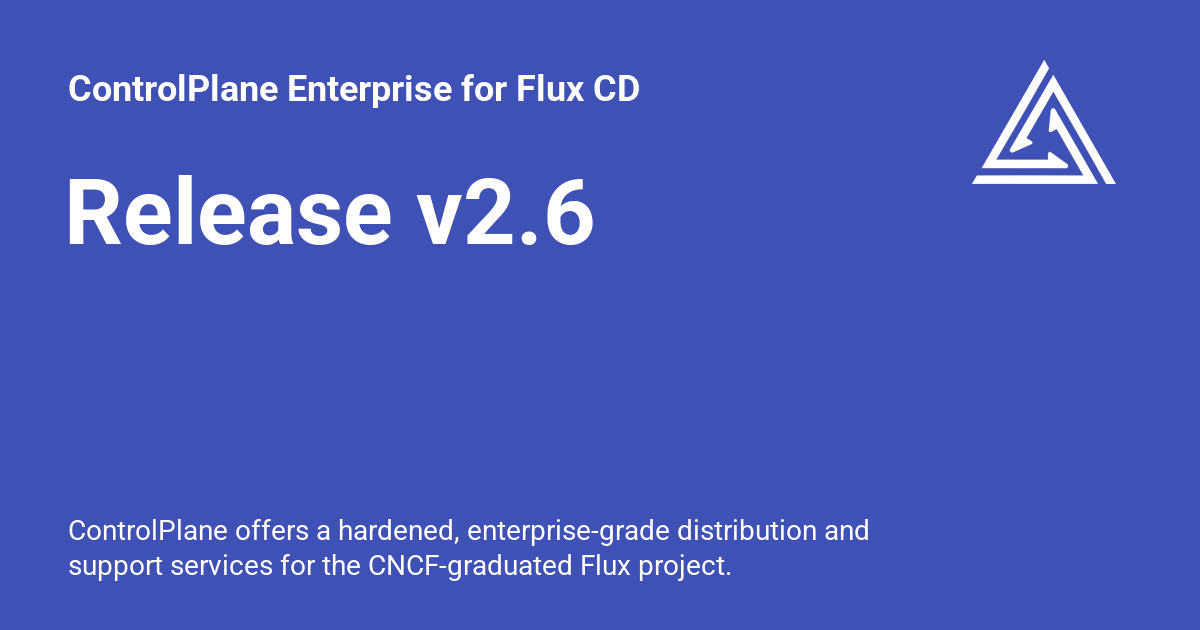 ControlPlane Enterprise for Flux CD
Release v2.6
ControlPlane offers a hardened, enterprise-grade distribution and
support services for the CNCF-graduated Flux project.